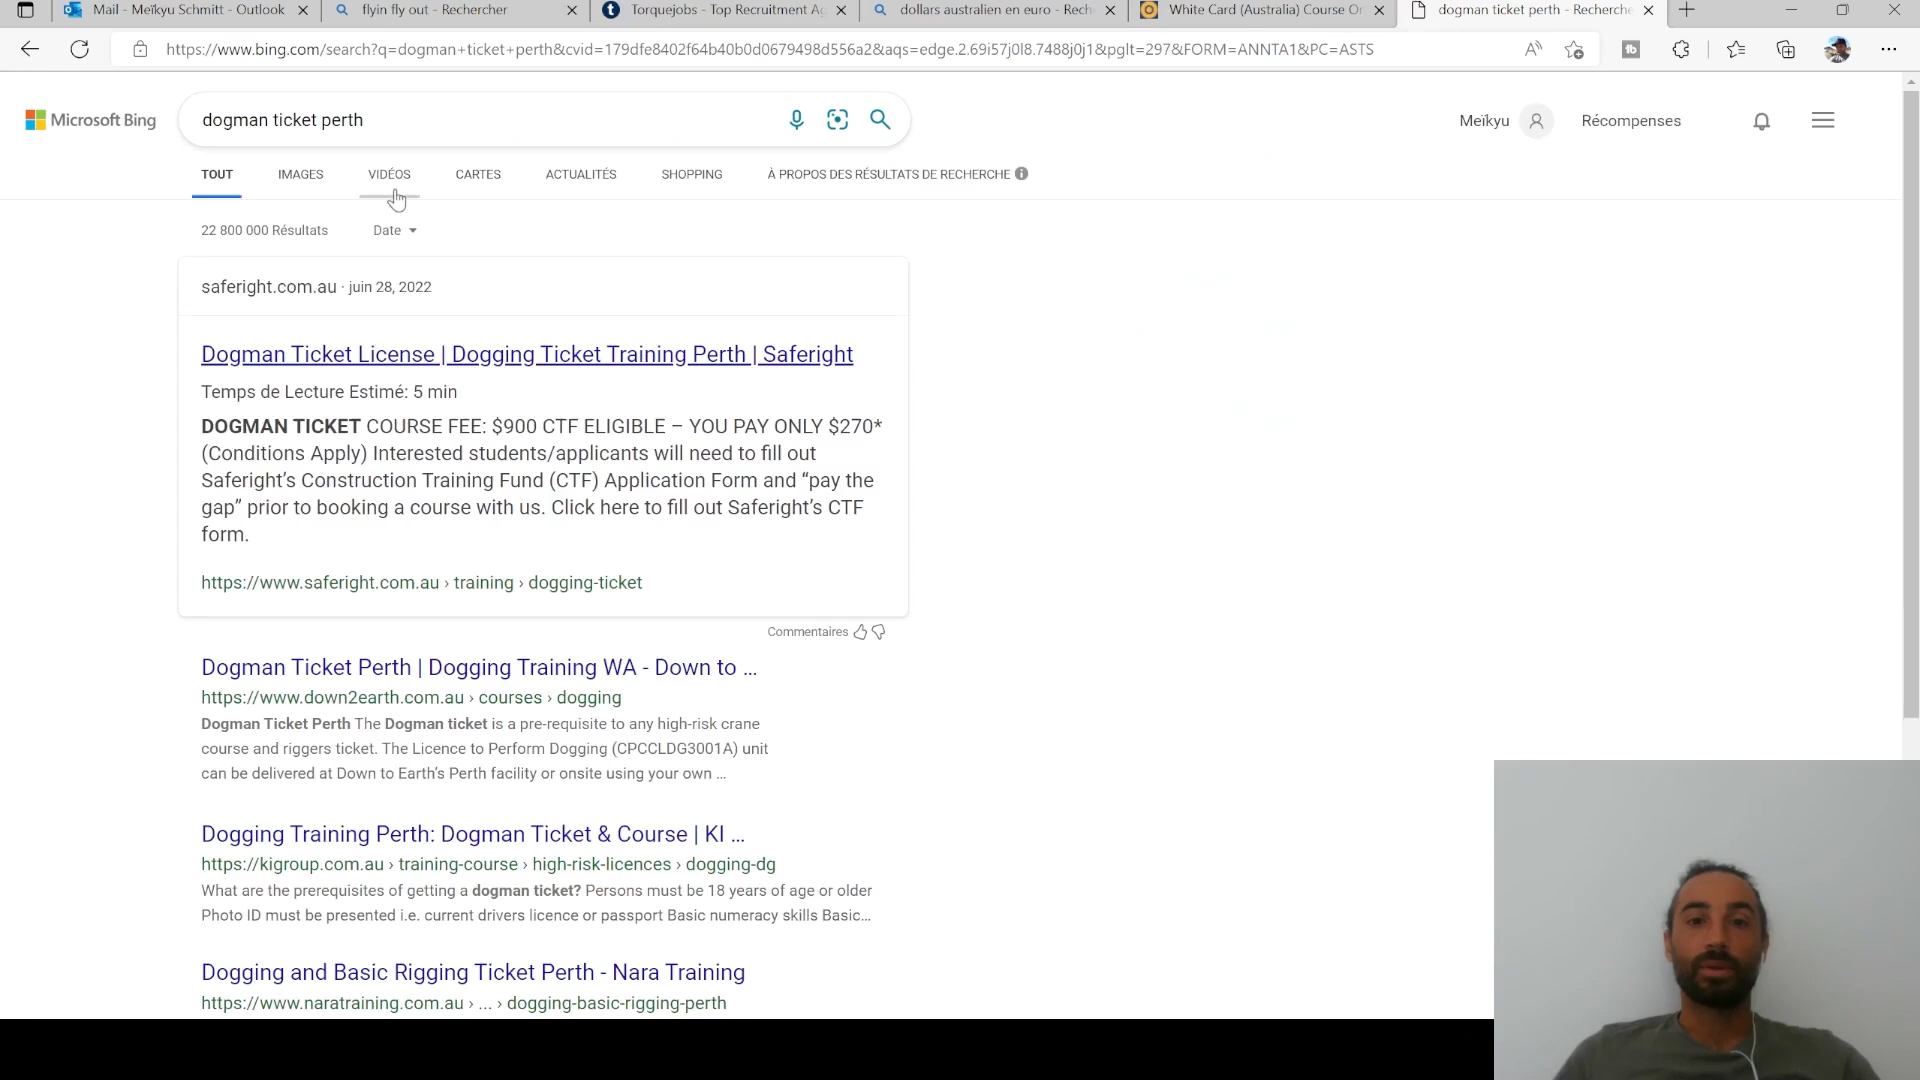 Mail - Meïkyu Schmitt - Outlook
flyin fly out - Rechercher
Torquejobs - Top Recruitment Ag
dollars australien en euro - Rech
White Card (Australia) Course On
dogman ticket perth - Recherche
https://www.bing.com/search?q=dogman+ticket+perth&cvid=179dfe8402f64b40b0d0679498d556a2&aqs=edge.2.69i57j0l8.7488j0j1&pglt=297&FORM=ANNTA1&PC=ASTS
Microsoft Bing
dogman ticket perth
Meïkyu
Récompenses
TOUT
IMAGES
VIDÉOS
CARTES
ACTUALITÉS
SHOPPING
À PROPOS DES RÉSULTATS DE RECHERCHE
22 800 000 Résultats
Date
saferight.com.au · juin 28, 2022
Dogman Ticket License | Dogging Ticket Training Perth | Saferight
Temps de Lecture Estimé: 5 min
DOGMAN TICKET COURSE FEE: $900 CTF ELIGIBLE – YOU PAY ONLY $270*
(Conditions Apply) Interested students/applicants will need to fill out
Saferight’s Construction Training Fund (CTF) Application Form and “pay the
gap” prior to booking a course with us. Click here to fill out Saferight’s CTF
form.
https://www.saferight.com.au › training › dogging-ticket
Commentaires
Dogman Ticket Perth | Dogging Training WA - Down to ...
https://www.down2earth.com.au › courses › dogging
Dogman Ticket Perth The Dogman ticket is a pre-requisite to any high-risk crane
course and riggers ticket. The Licence to Perform Dogging (CPCCLDG3001A) unit
can be delivered at Down to Earth’s Perth facility or onsite using your own ...
Dogging Training Perth: Dogman Ticket & Course | KI ...
https://kigroup.com.au › training-course › high-risk-licences › dogging-dg
What are the prerequisites of getting a dogman ticket? Persons must be 18 years of age or older
Photo ID must be presented i.e. current drivers licence or passport Basic numeracy skills Basic...
Dogging and Basic Rigging Ticket Perth - Nara Training
https://www.naratraining.com.au › ... › dogging-basic-rigging-perth